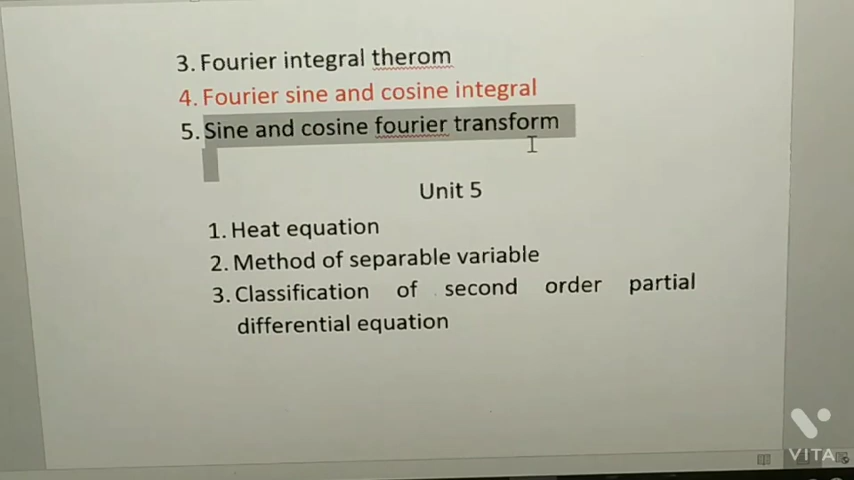 3. Fourier integral therom
4. Fourier sine and cosine integral
5. Sine and cosine fourier transform
Unit 5
1. Heat equation
2. Method of separable variable
3. Classification of second order partial
differential equation
VITA